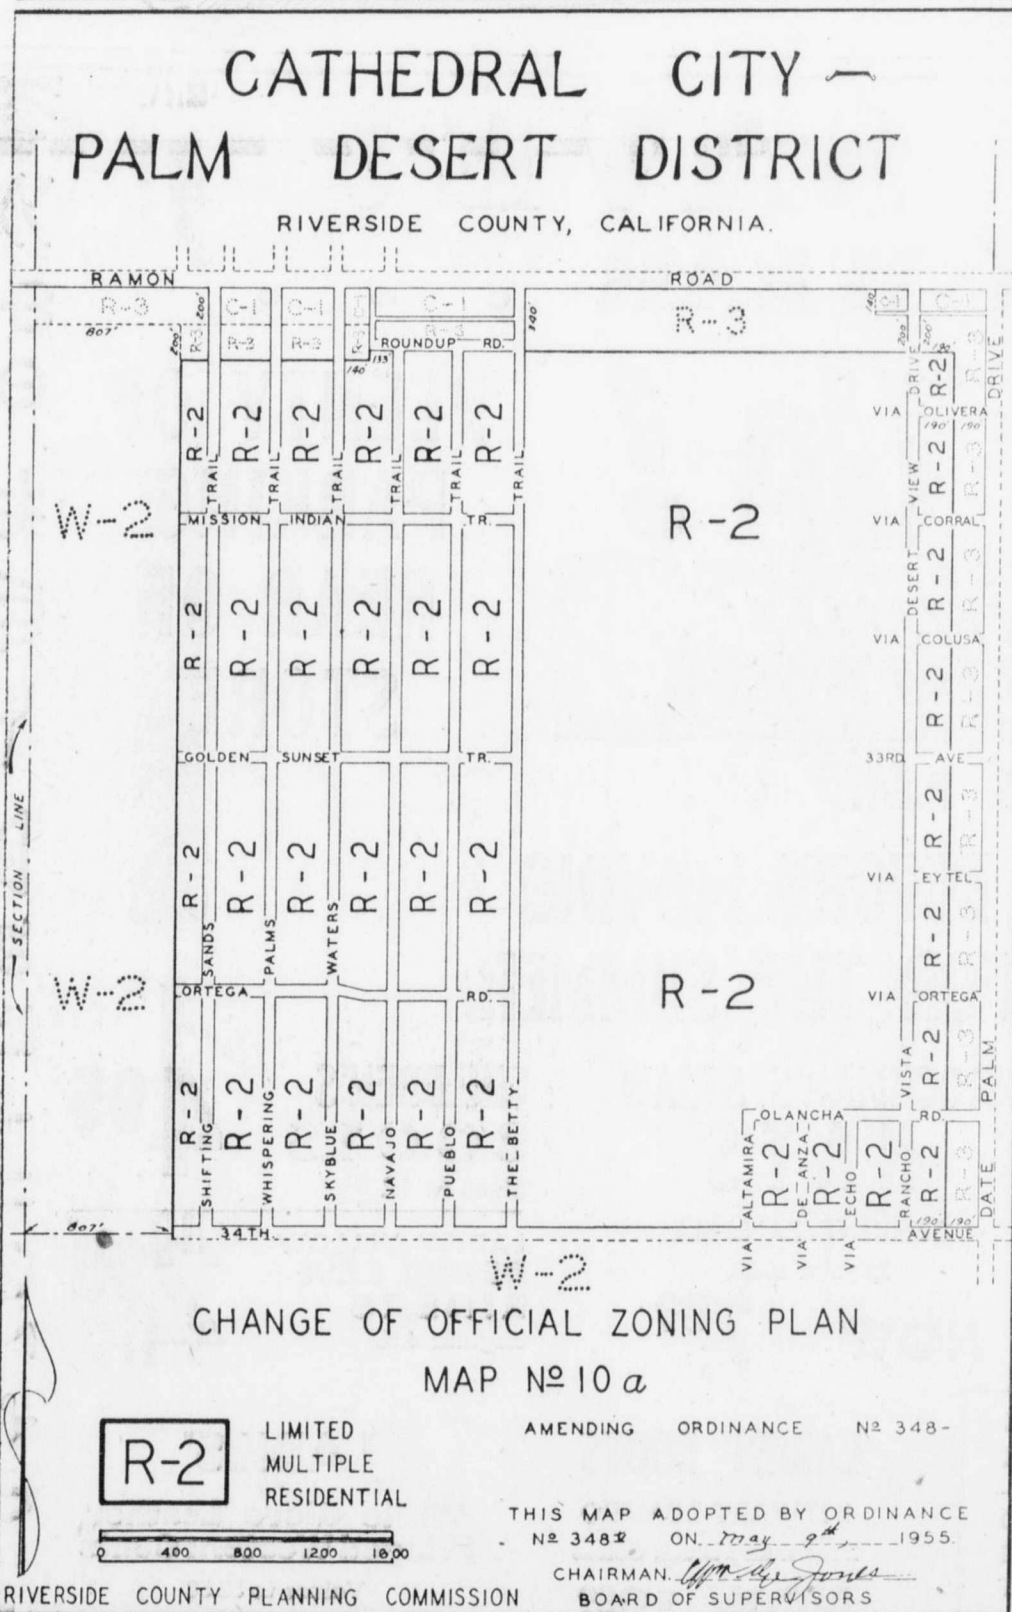 CATHEDRAL CITY —
PALM DESERT DISTRICT
RIVERSIDE COUNTY, CALIFORNIA.
RAMON ROAD
R-3 200' C-1 C-1 C-1 R-3 140' C-1 C-1
807' 200' R-3 R-3 R-3 R-3 R-3 340' 200' 200' 190'
ROUNDUP RD.
140' 133'
R-2 R-2 R-2 R-2 R-2 R-2 R-2 R-3
DRIVE DRIVE
VIA OLIVERA
190' 190'
TRAIL TRAIL TRAIL TRAIL TRAIL TRAIL
R-2 R-3
VIEW
W-2 R-2
MISSION INDIAN TR.
VIA CORRAL
DESERT
R-2 R-2 R-2 R-2 R-2 R-2 R-2 R-3
VIA COLUSA
R-2 R-3
GOLDEN SUNSET TR.
33RD AVE
SECTION LINE
R-2 R-2 R-2 R-2 R-2 R-2 R-2 R-3
VIA EYTEL
SANDS PALMS WATERS
R-2 R-3
W-2 R-2
ORTEGA RD.
VIA ORTEGA
R-2 R-2 R-2 R-2 R-2 R-2 R-2 R-3
VISTA PALM
OLANCHA RD.
SHIFTING WHISPERING SKYBLUE NAVAJO PUEBLO THE BETTY
ALTAMIRA R-2 DE ANZA R-2 ECHO R-2 RANCHO R-2 R-3 DATE
190' 190'
807' 34TH. AVENUE
VIA VIA VIA
W-2
CHANGE OF OFFICIAL ZONING PLAN
MAP Nº 10 a
R-2 LIMITED
MULTIPLE
RESIDENTIAL
AMENDING ORDINANCE Nº 348-
0 400 800 1200 1600
THIS MAP ADOPTED BY ORDINANCE
Nº 348 ON May 9th, 1955.
CHAIRMAN. Jones
BOARD OF SUPERVISORS
RIVERSIDE COUNTY PLANNING COMMISSION